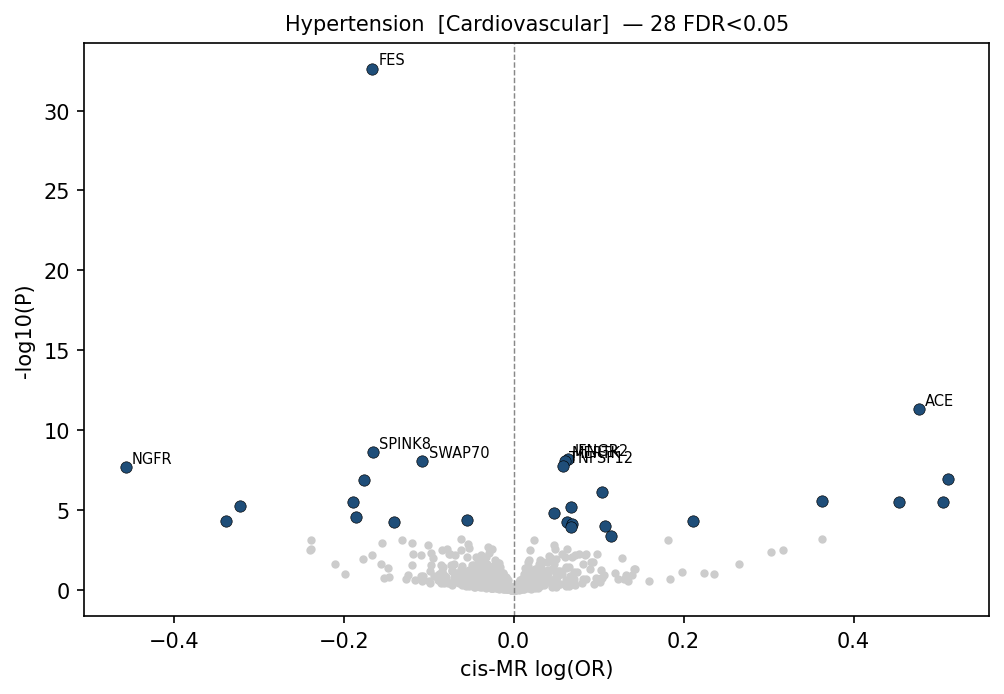 Hypertension  [Cardiovascular]  — 28 FDR<0.05
FES
30
25
20
-log10(P)
15
ACE
10
SPINK8
SWAP70
IFNGR2
NGFR
TNFSF12
5
0
−0.4
−0.2
0.0
0.2
0.4
cis-MR log(OR)